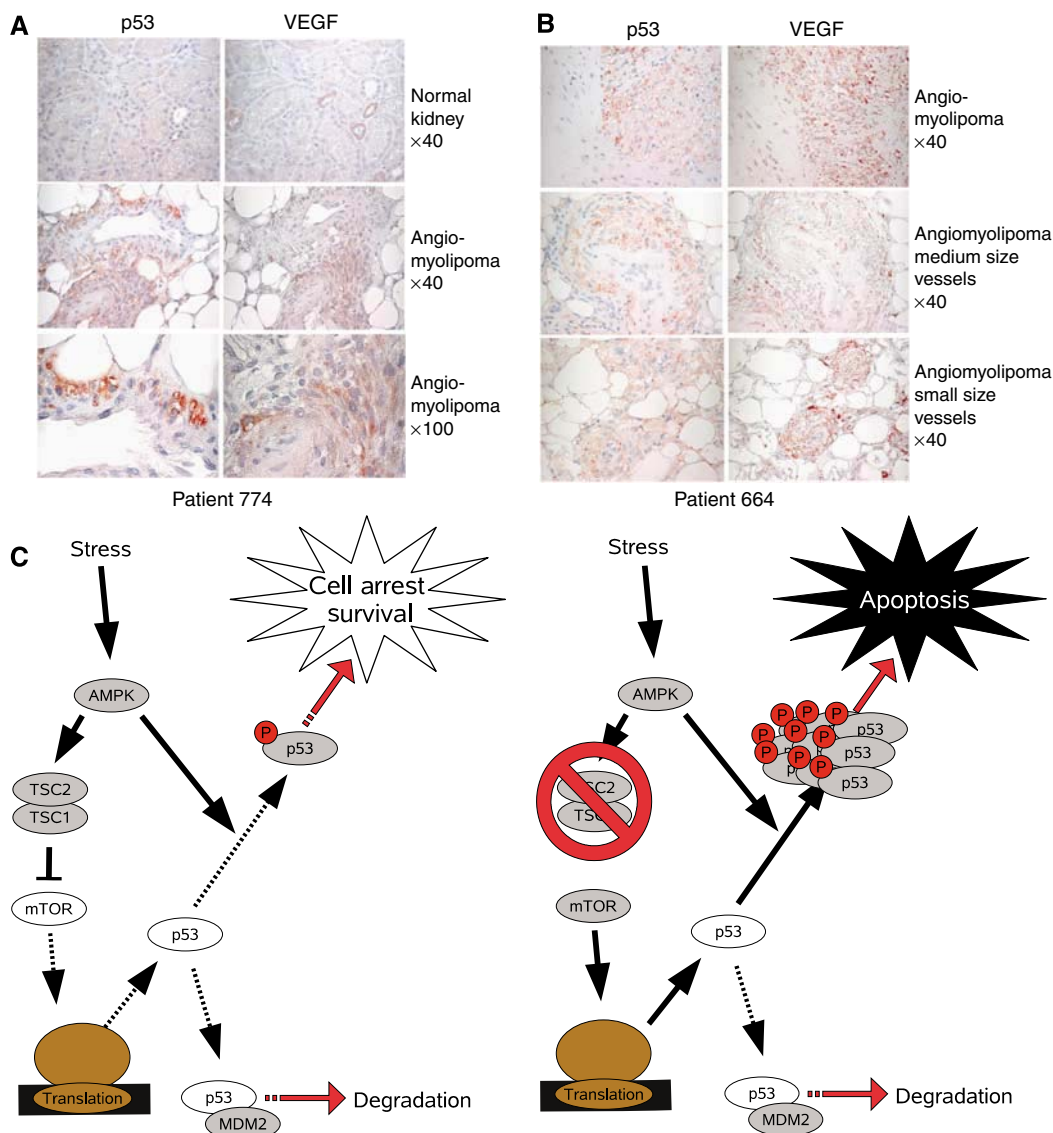 A
p53
VEGF
Normal
kidney
×40
Angio-
myolipoma
×40
Angio-
myolipoma
×100
Patient 774
B
p53
VEGF
Angio-
myolipoma
×40
Angiomyolipoma
medium size
vessels
×40
Angiomyolipoma
small size
vessels
×40
Patient 664
C
Stress
Cell arrest
survival
AMPK
P
p53
TSC2
TSC1
mTOR
p53
Translation
p53
MDM2
Degradation
Stress
Apoptosis
AMPK
P
P
P
P
P
P
P
P
P
p53
p53
p53
mTOR
p53
Translation
p53
MDM2
Degradation